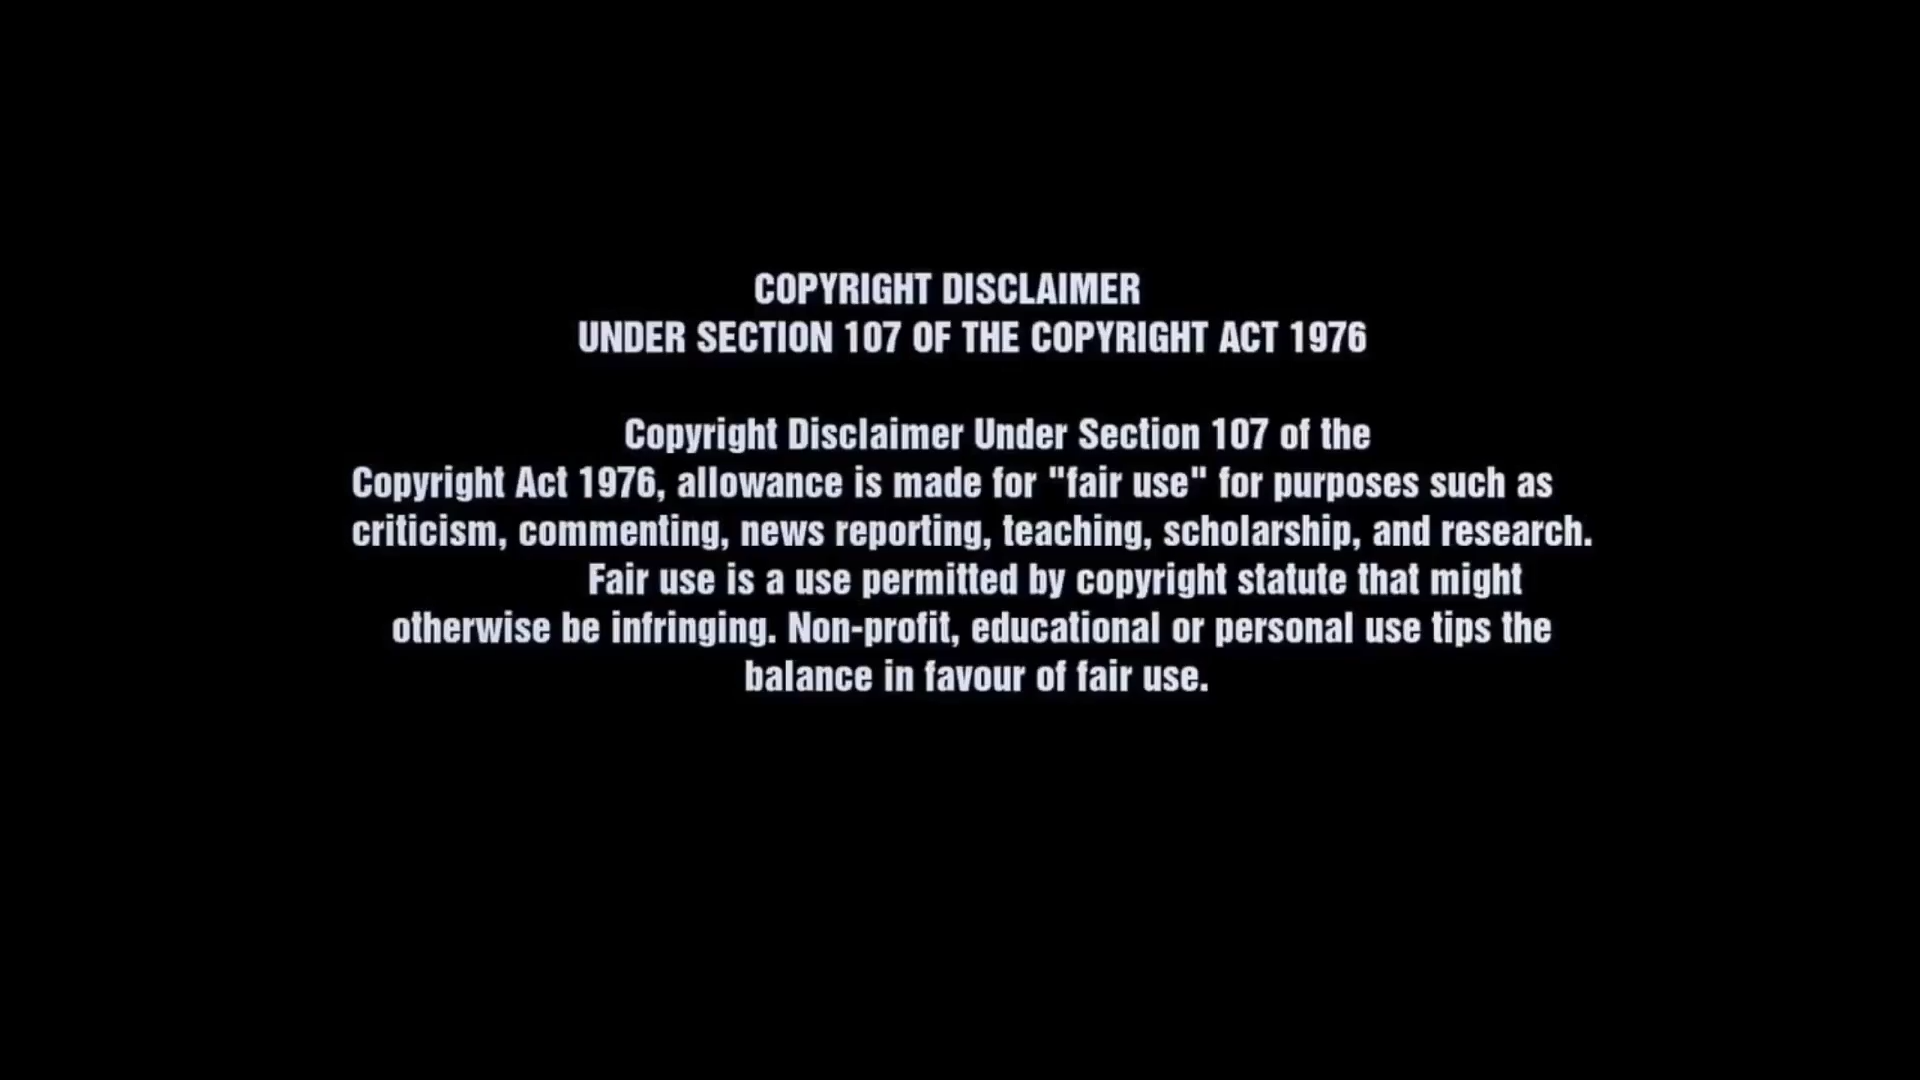 COPYRIGHT DISCLAIMER
UNDER SECTION 107 OF THE COPYRIGHT ACT 1976
Copyright Disclaimer Under Section 107 of the
Copyright Act 1976, allowance is made for "fair use" for purposes such as
criticism, commenting, news reporting, teaching, scholarship, and research.
Fair use is a use permitted by copyright statute that might
otherwise be infringing. Non-profit, educational or personal use tips the
balance in favour of fair use.